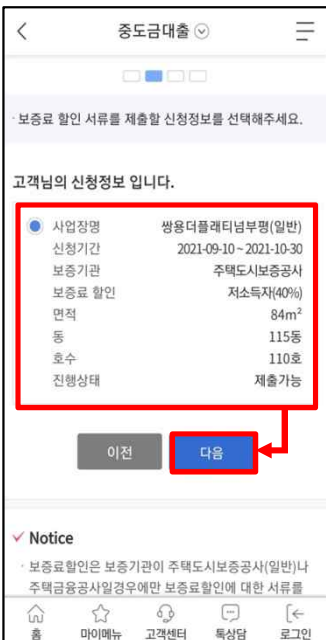 중도금대출
· 보증료 할인 서류를 제출할 신청정보를 선택해주세요.
고객님의 신청정보 입니다.
사업장명 쌍용더플래티넘부평(일반)
신청기간 2021-09-10 ~ 2021-10-30
보증기관 주택도시보증공사
보증료 할인 저소득자(40%)
면적 84m²
동 115동
호수 110호
진행상태 제출가능
이전 다음
Notice
· 보증료할인은 보증기관이 주택도시보증공사(일반)나
주택금융공사일경우에만 보증료할인에 대한 서류를
홈 마이메뉴 고객센터 톡상담 로그인